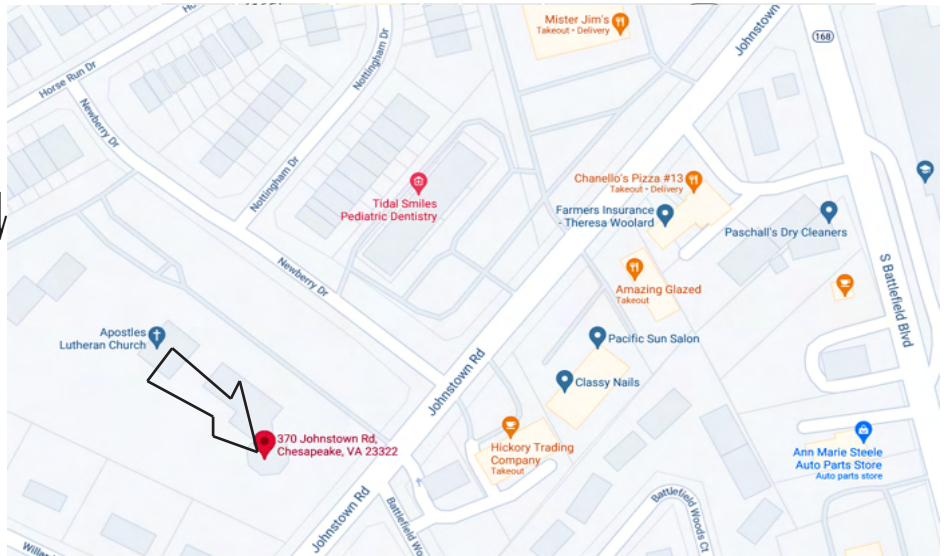 Mister Jim's
Takeout • Delivery
Johnstown
168
Horse Run Dr
Nottingham Dr
Newberry Dr
Nottingham Dr
Tidal Smiles
Pediatric Dentistry
Chanello's Pizza #13
Takeout • Delivery
Farmers Insurance
- Theresa Woolard
Paschall's Dry Cleaners
Newberry Dr
Amazing Glazed
Takeout
S Battlefield Blvd
Apostles
Lutheran Church
Pacific Sun Salon
Johnstown Rd
Classy Nails
370 Johnstown Rd,
Chesapeake, VA 23322
Hickory Trading
Company
Takeout
Ann Marie Steele
Auto Parts Store
Auto parts store
Johnstown Rd
Battlefield Wo
Battlefield Woods Ct